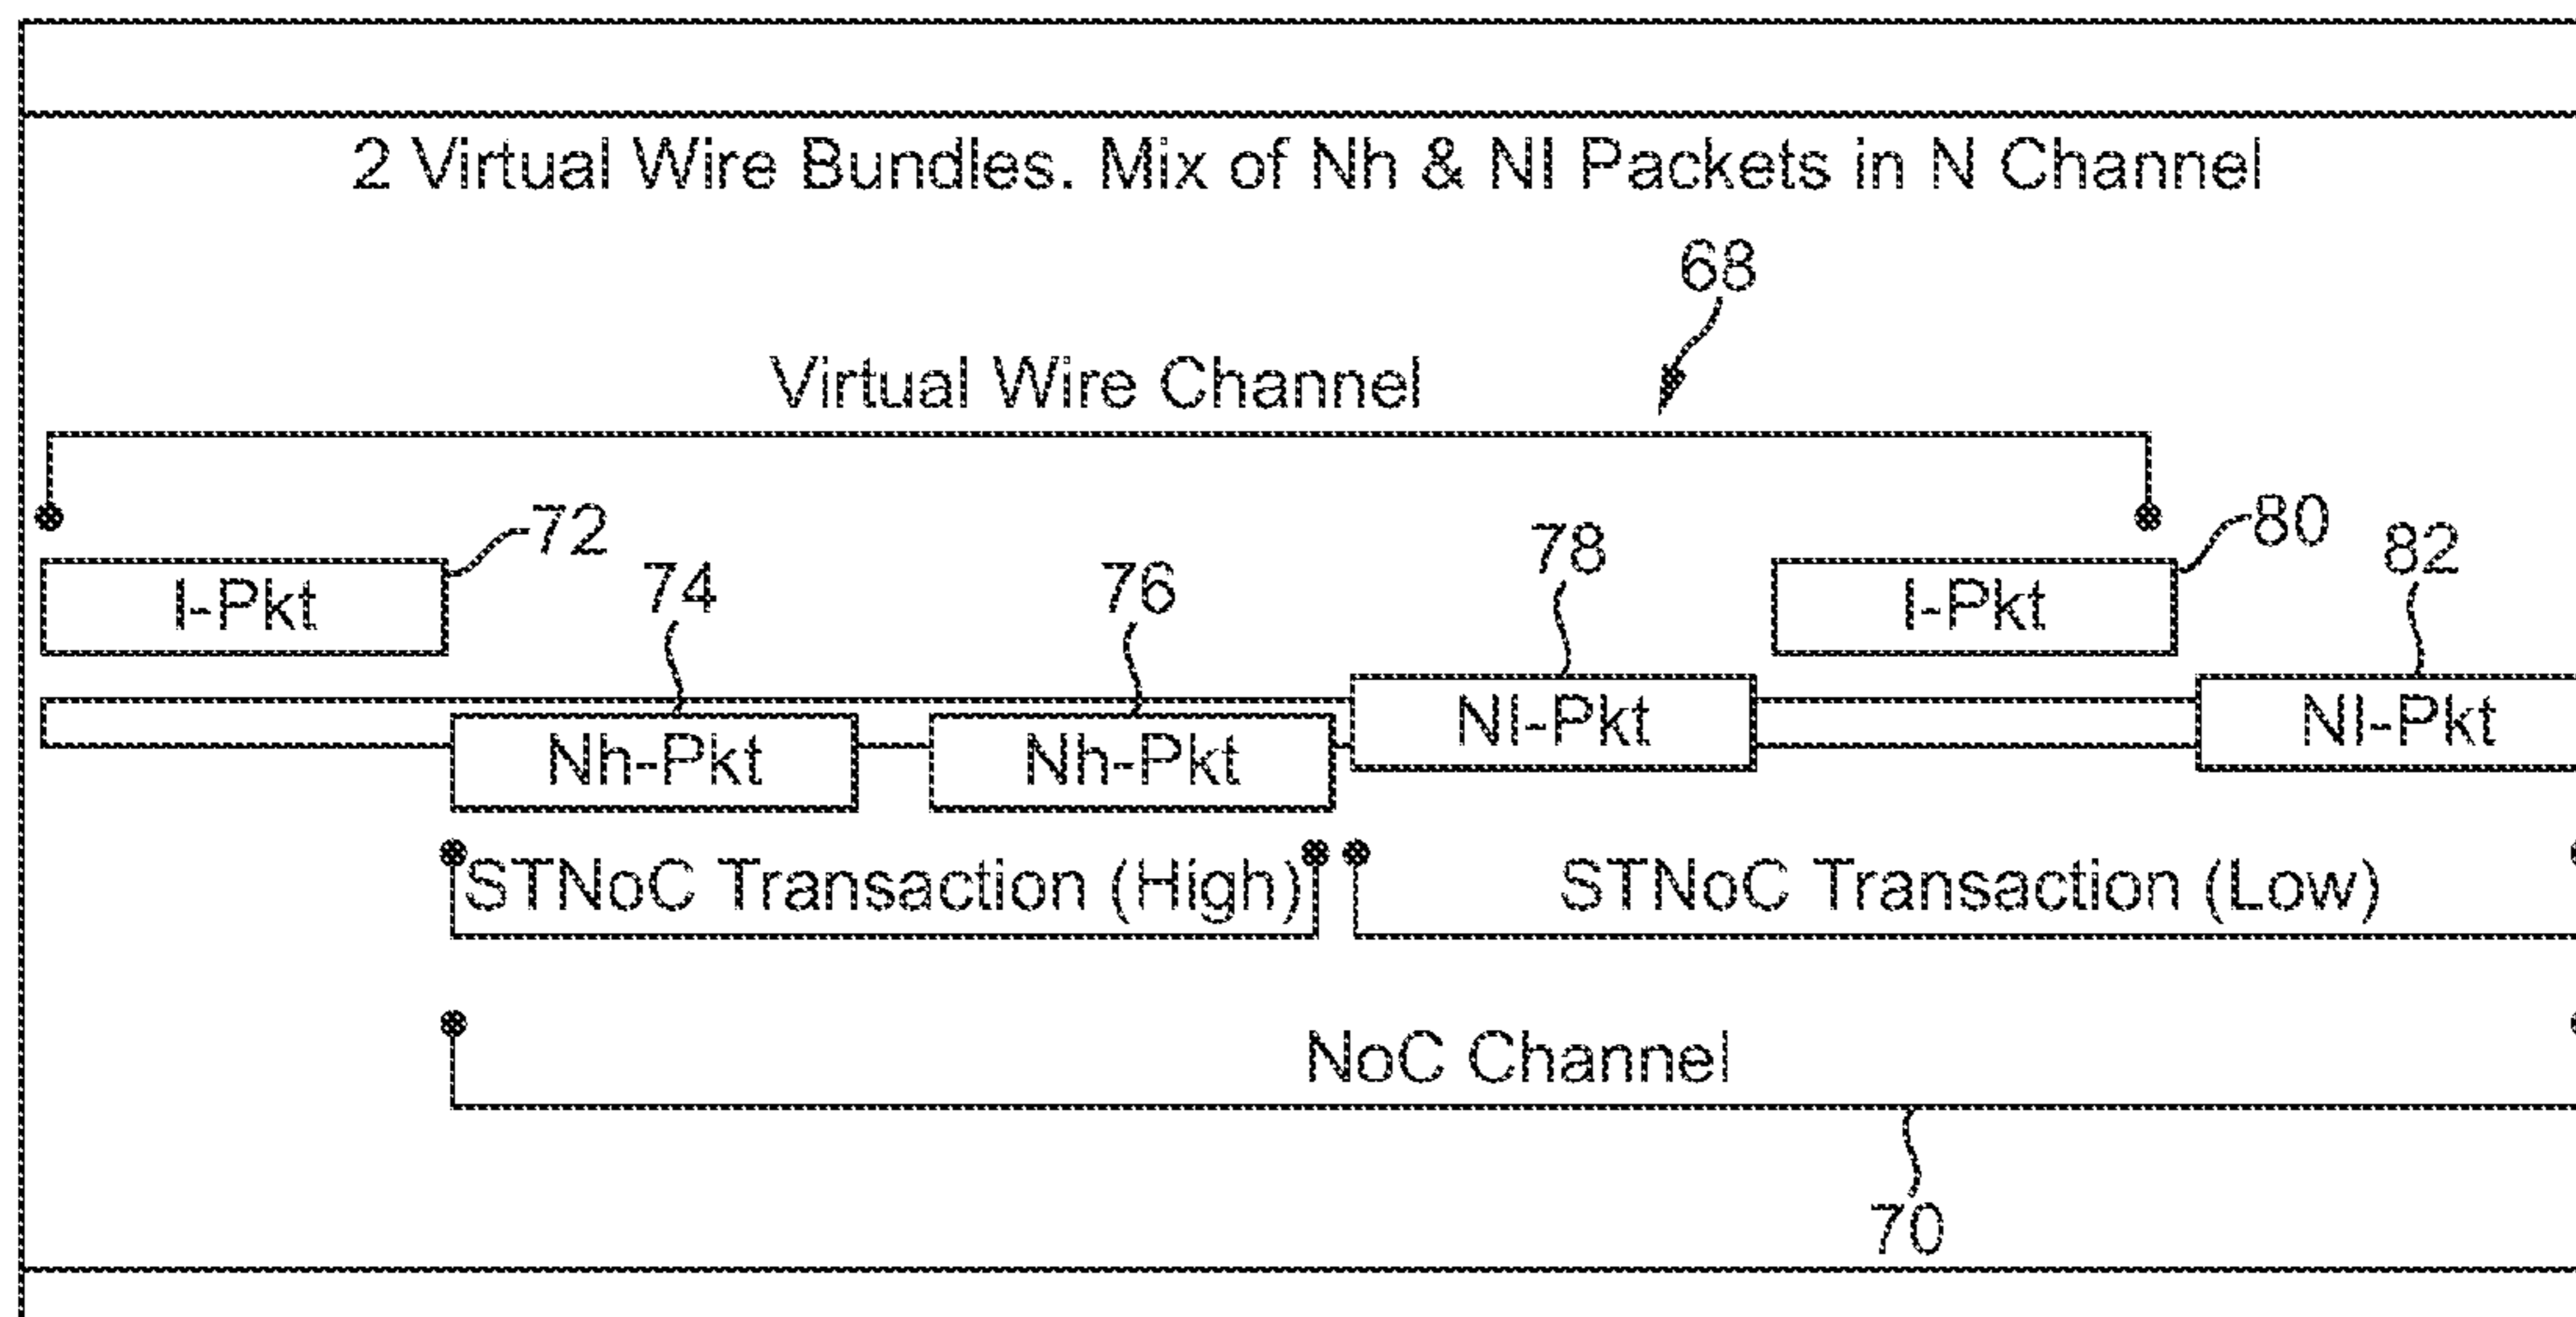 2 Virtual Wire Bundles. Mix of Nh & Nl Packets in N Channel
68
Virtual Wire Channel
72
80
78
82
74
76
I-Pkt
I-Pkt
Nh-Pkt
Nh-Pkt
Nl-Pkt
Nl-Pkt
STNoC Transaction (High)
STNoC Transaction (Low)
NoC Channel
70